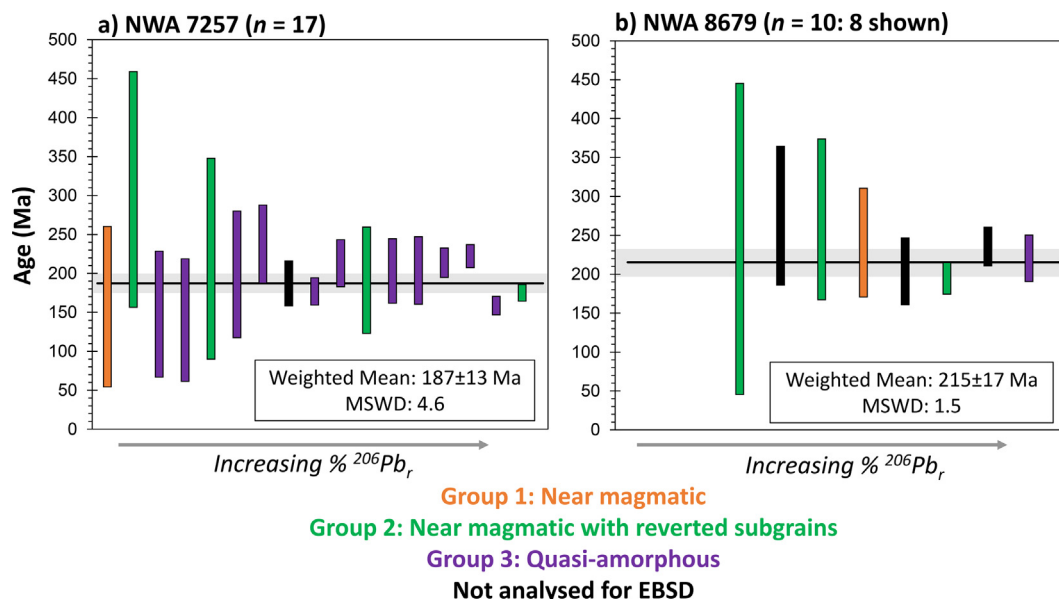 a) NWA 7257 (n = 17)
b) NWA 8679 (n = 10: 8 shown)
Age (Ma)
500
450
400
350
300
250
200
150
100
50
0
Weighted Mean: 187±13 Ma
MSWD: 4.6
Increasing % ²⁰⁶Pbᵣ
500
450
400
350
300
250
200
150
100
50
0
Weighted Mean: 215±17 Ma
MSWD: 1.5
Increasing % ²⁰⁶Pbᵣ
Group 1: Near magmatic
Group 2: Near magmatic with reverted subgrains
Group 3: Quasi-amorphous
Not analysed for EBSD